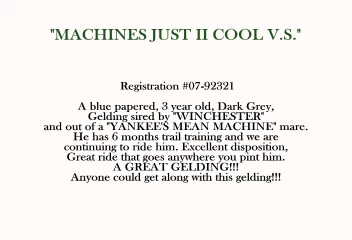 "MACHINES JUST II COOL V.S."
Registration #07-92321
A blue papered, 3 year old, Dark Grey,
Gelding sired by "WINCHESTER"
and out of a "YANKEE'S MEAN MACHINE" mare.
He has 6 months trail training and we are
continuing to ride him. Excellent disposition,
Great ride that goes anywhere you pint him.
A GREAT GELDING!!!
Anyone could get along with this gelding!!!